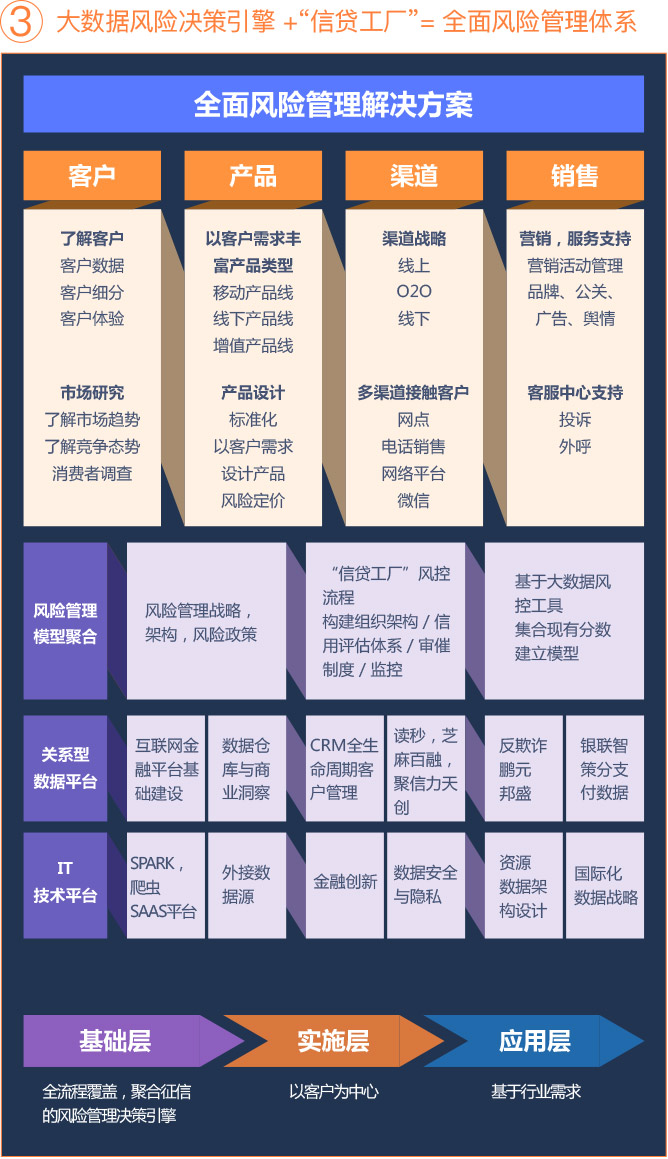 3 大数据风险决策引擎 +“信贷工厂”= 全面风险管理体系
全面风险管理解决方案
客户
产品
渠道
销售
了解客户
客户数据
客户细分
客户体验
市场研究
了解市场趋势
了解竞争态势
消费者调查
以客户需求丰
富产品类型
移动产品线
线下产品线
增值产品线
产品设计
标准化
以客户需求
设计产品
风险定价
渠道战略
线上
O2O
线下
多渠道接触客户
网点
电话销售
网络平台
微信
营销，服务支持
营销活动管理
品牌、公关、
广告、舆情
客服中心支持
投诉
外呼
风险管理
模型聚合
风险管理战略，
架构，风险政策
“信贷工厂”风控
流程
构建组织架构 / 信
用评估体系 / 审催
制度 / 监控
基于大数据风
控工具
集合现有分数
建立模型
关系型
数据平台
互联网金
融平台基
础建设
数据仓
库与商
业洞察
CRM全生
命周期客
户管理
读秒，芝
麻百融，
聚信力天
创
反欺诈
鹏元
邦盛
银联智
策分支
付数据
IT
技术平台
SPARK，
爬虫
SAAS平台
外接数
据源
金融创新
数据安全
与隐私
资源
数据架
构设计
国际化
数据战略
基础层
实施层
应用层
全流程覆盖，聚合征信
的风险管理决策引擎
以客户为中心
基于行业需求